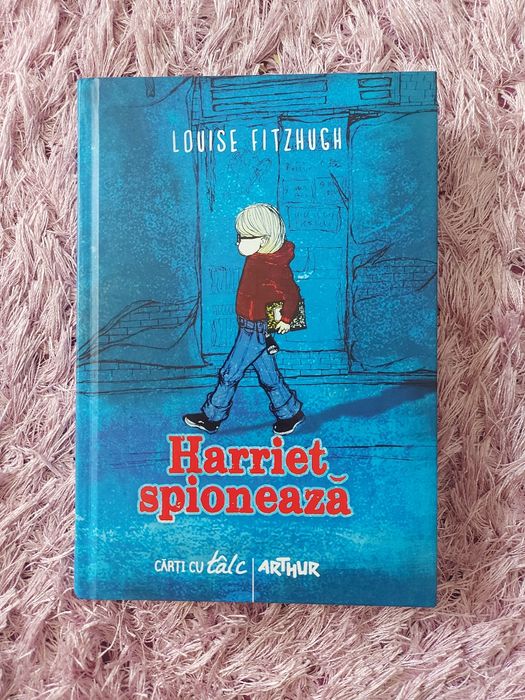 LOUISE FITZHUGH
Harriet
spionează
CĂRȚI CU tâlc | ARTHUR